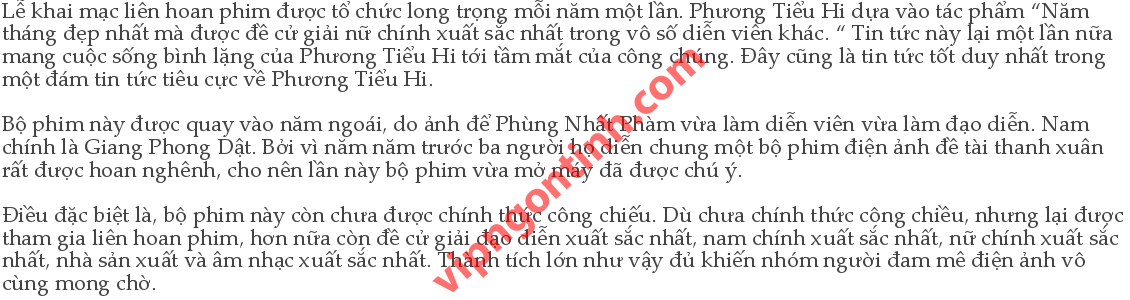 Lễ khai mạc liên hoan phim được tổ chức long trọng mỗi năm một lần. Phương Tiểu Hi dựa vào tác phẩm “Năm
tháng đẹp nhất mà được đề cử giải nữ chính xuất sắc nhất trong vô số diễn viên khác. “ Tin tức này lại một lần nữa
mang cuộc sống bình lặng của Phương Tiểu Hi tới tầm mắt của công chúng. Đây cũng là tin tức tốt duy nhất trong
một đám tin tức tiêu cực về Phương Tiểu Hi.
Bộ phim này được quay vào năm ngoái, do ảnh đế Phùng Nhất Phàm vừa làm diễn viên vừa làm đạo diễn. Nam
chính là Giang Phong Dật. Bởi vì năm năm trước ba người họ diễn chung một bộ phim điện ảnh đề tài thanh xuân
rất được hoan nghênh, cho nên lần này bộ phim vừa mở máy đã được chú ý.
Điều đặc biệt là, bộ phim này còn chưa được chính thức công chiếu. Dù chưa chính thức công chiều, nhưng lại được
tham gia liên hoan phim, hơn nữa còn đề cử giải đạo diễn xuất sắc nhất, nam chính xuất sắc nhất, nữ chính xuất sắc
nhất, nhà sản xuất và âm nhạc xuất sắc nhất. Thành tích lớn như vậy đủ khiến nhóm người đam mê điện ảnh vô
cùng mong chờ.
vipngontinh.com